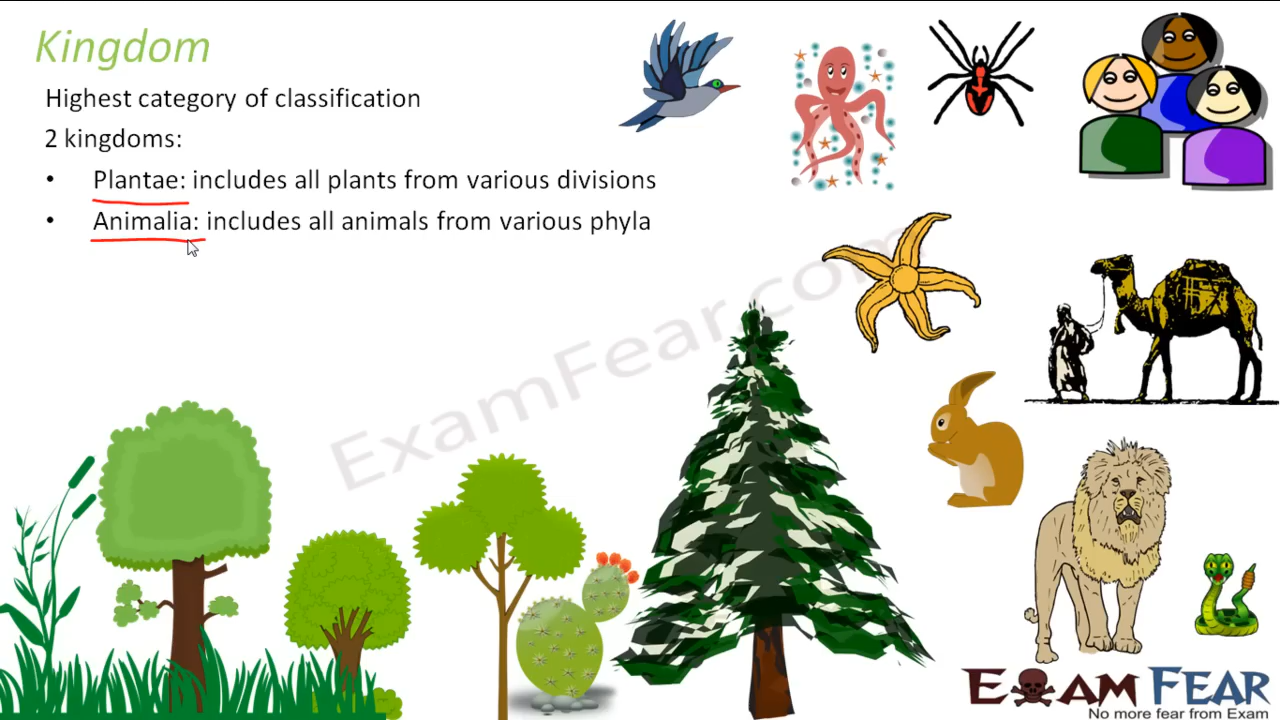 Kingdom
Highest category of classification
2 kingdoms:
• Plantae: includes all plants from various divisions
• Animalia: includes all animals from various phyla
ExamFear.com
EXAM FEAR
No more fear from Exam